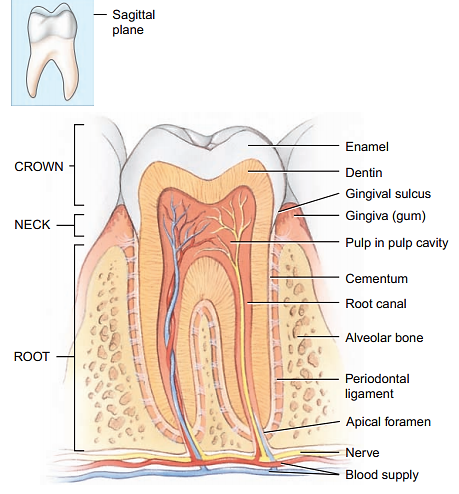 Sagittal
plane
CROWN
NECK
ROOT
Enamel
Dentin
Gingival sulcus
Gingiva (gum)
Pulp in pulp cavity
Cementum
Root canal
Alveolar bone
Periodontal
ligament
Apical foramen
Nerve
Blood supply